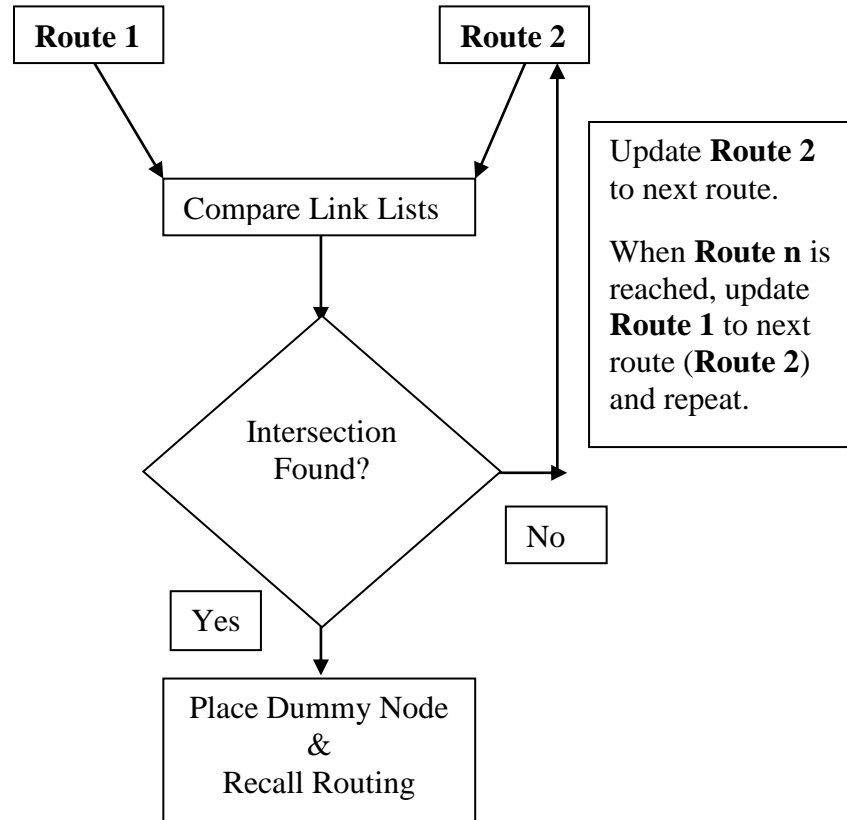 Route 1
Route 2
Compare Link Lists
Update Route 2
to next route.
When Route n is
reached, update
Route 1 to next
route (Route 2)
and repeat.
Intersection
Found?
No
Yes
Place Dummy Node
&
Recall Routing